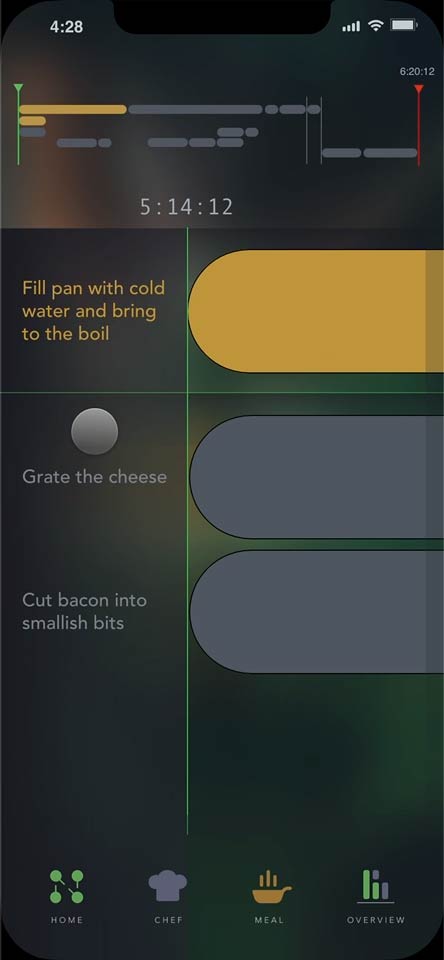 4:28
6:20:12
5:14:12
Fill pan with cold
water and bring
to the boil
Grate the cheese
Cut bacon into
smallish bits
HOME
CHEF
MEAL
OVERVIEW